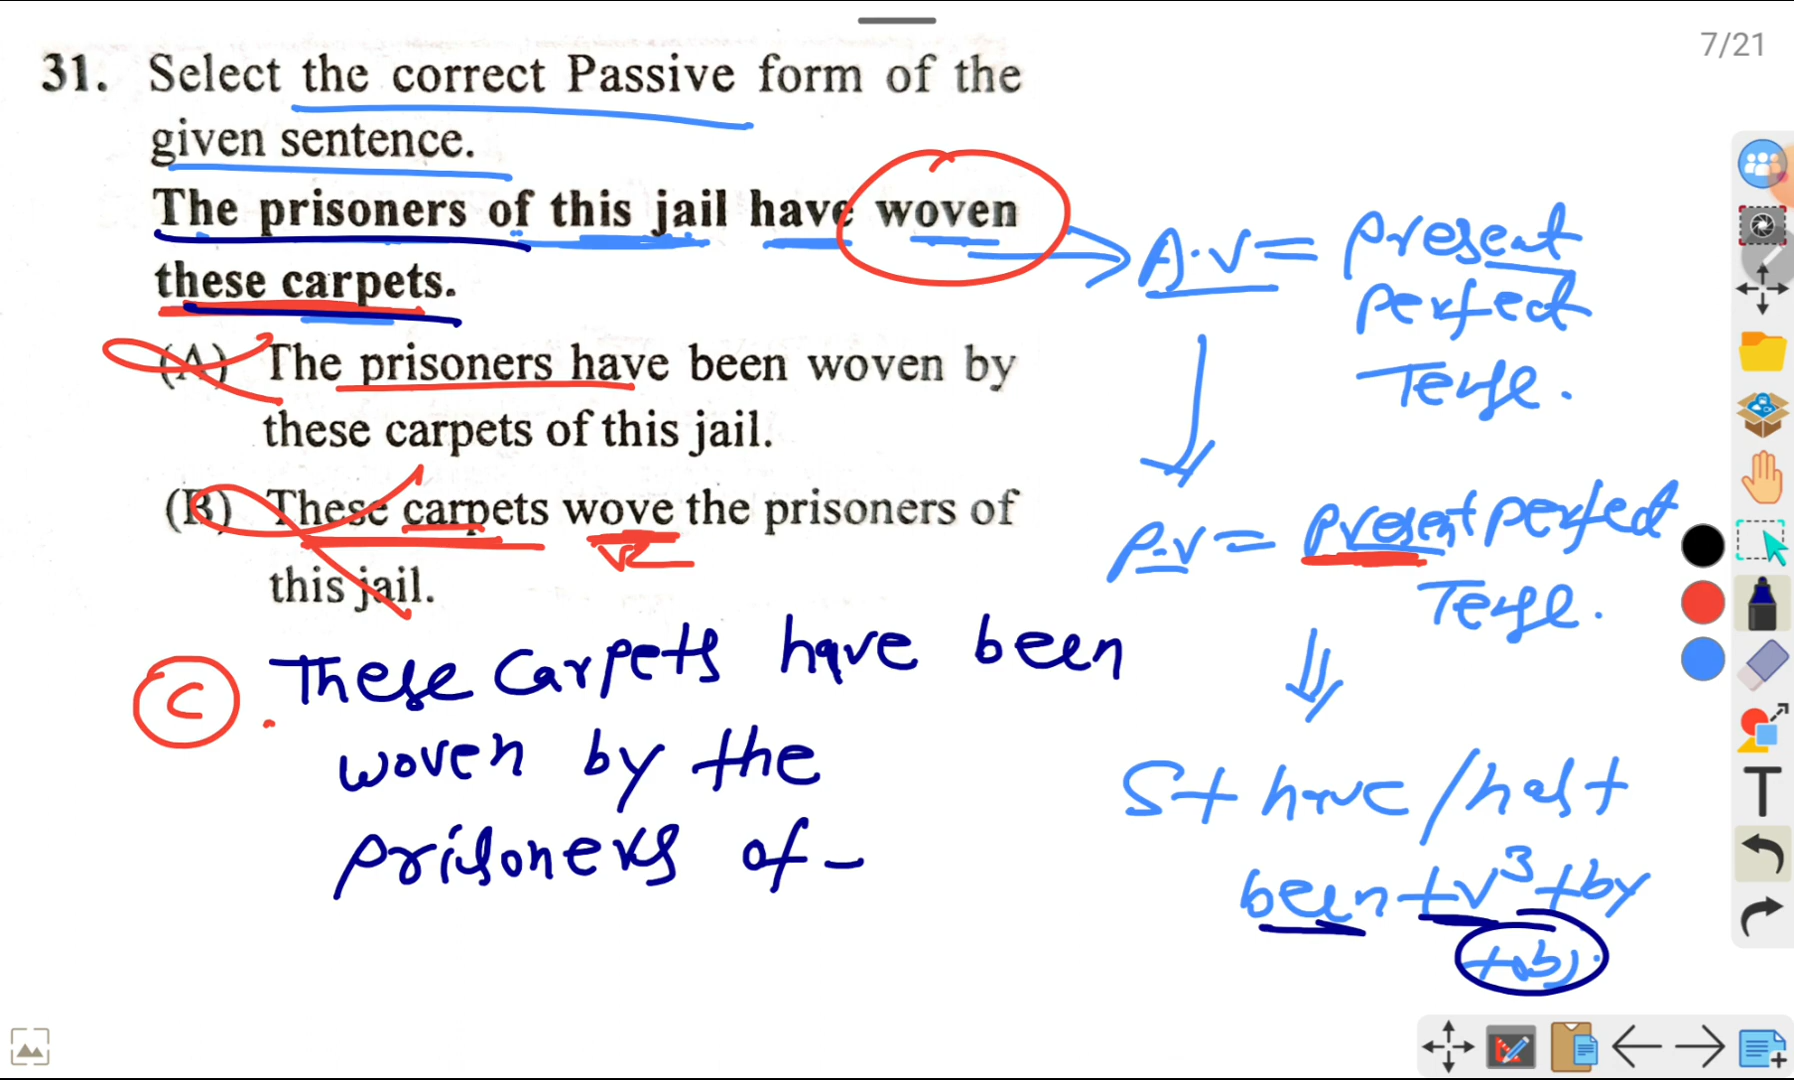 7/21
31. Select the correct Passive form of the
given sentence.
The prisoners of this jail have woven
these carpets.
(A) The prisoners have been woven by
these carpets of this jail.
(B) These carpets wove the prisoners of
this jail.
C. These carpets have been
woven by the
prisoners of -
A.V = present
perfect
Tense.
P.V = present perfect
Tense.
S + have/has +
been + v3 + by
+ obj.
T